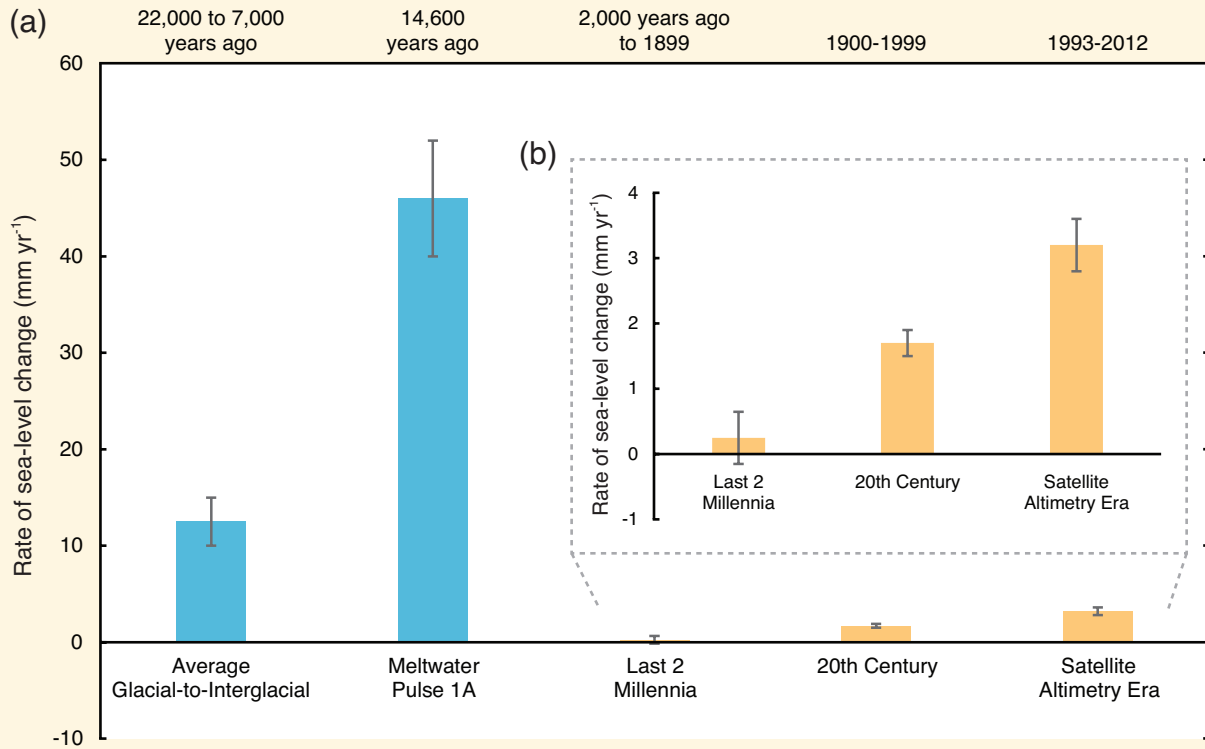 (a)
22,000 to 7,000
years ago
14,600
years ago
2,000 years ago
to 1899
1900-1999
1993-2012
Rate of sea-level change (mm yr⁻¹)
60
50
40
30
20
10
0
-10
Average
Glacial-to-Interglacial
Meltwater
Pulse 1A
Last 2
Millennia
20th Century
Satellite
Altimetry Era
(b)
Rate of sea-level change (mm yr⁻¹)
4
3
2
1
0
-1
Last 2
Millennia
20th Century
Satellite
Altimetry Era